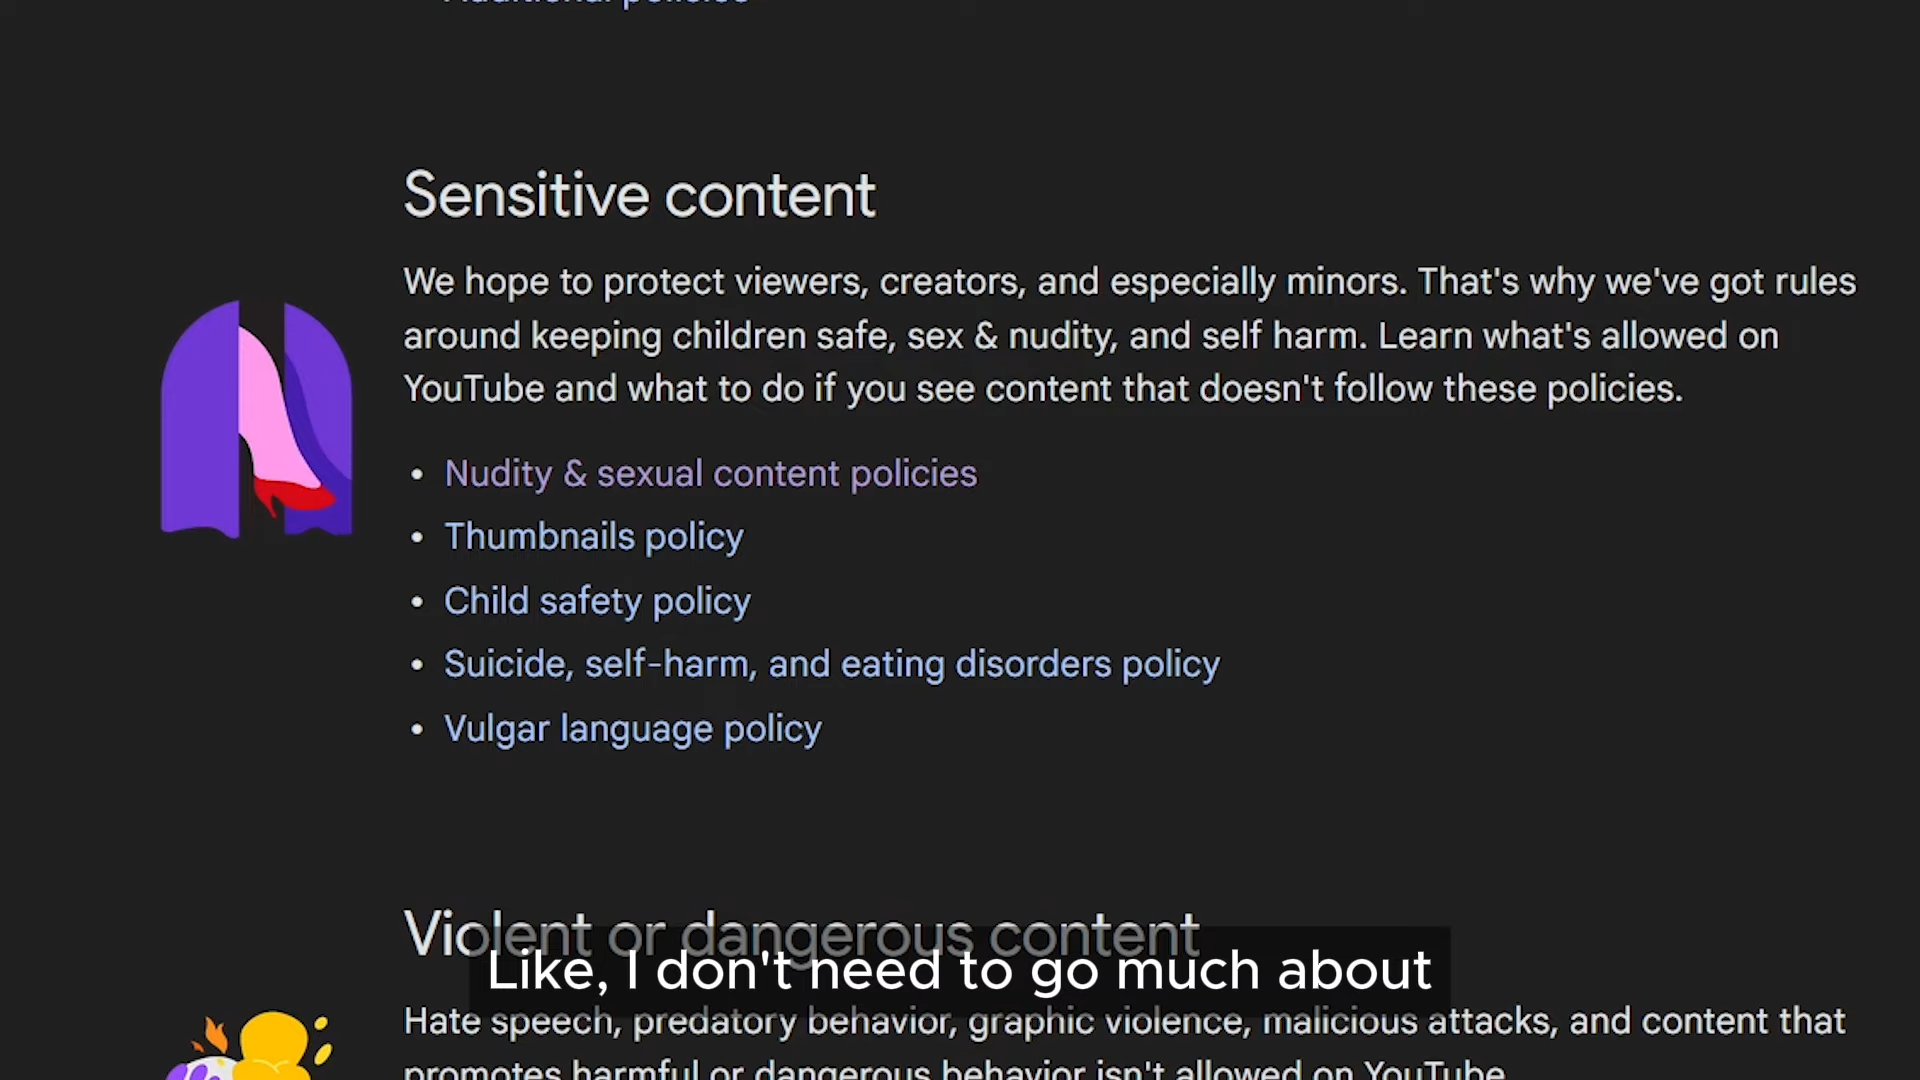 Additional policies
Sensitive content
We hope to protect viewers, creators, and especially minors. That's why we've got rules
around keeping children safe, sex & nudity, and self harm. Learn what's allowed on
YouTube and what to do if you see content that doesn't follow these policies.
• Nudity & sexual content policies
• Thumbnails policy
• Child safety policy
• Suicide, self-harm, and eating disorders policy
• Vulgar language policy
Violent or dangerous content
Like, I don't need to go much about
Hate speech, predatory behavior, graphic violence, malicious attacks, and content that
promotes harmful or dangerous behavior isn't allowed on YouTube.